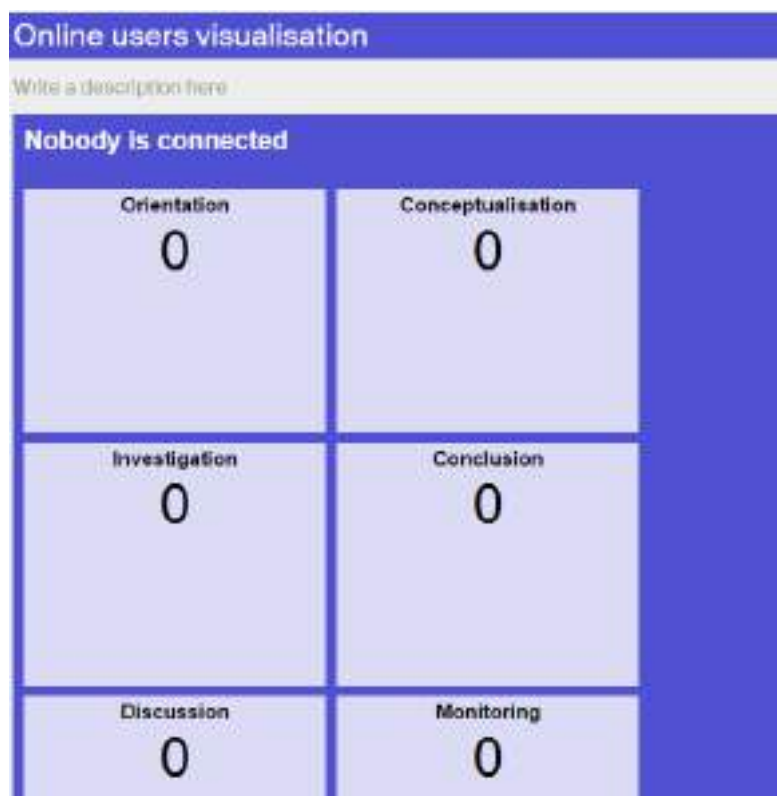 Online users visualisation
Write a description here
Nobody is connected
Orientation Conceptualisation
0 0
Investigation Conclusion
0 0
Discussion Monitoring
0 0